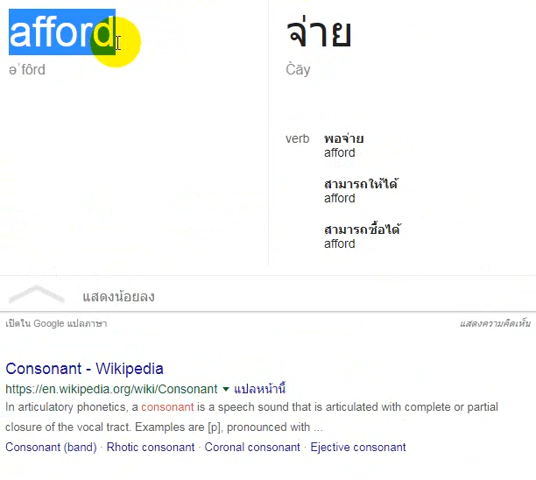 afford
əˈfôrd
จ่าย
C̀āy
verb
พอจ่าย
afford
สามารถให้ได้
afford
สามารถซื้อได้
afford
แสดงน้อยลง
เปิดใน Google แปลภาษา
แสดงความคิดเห็น
Consonant - Wikipedia
https://en.wikipedia.org/wiki/Consonant ▼ แปลหน้านี้
In articulatory phonetics, a consonant is a speech sound that is articulated with complete or partial
closure of the vocal tract. Examples are [p], pronounced with ...
Consonant (band) · Rhotic consonant · Coronal consonant · Ejective consonant